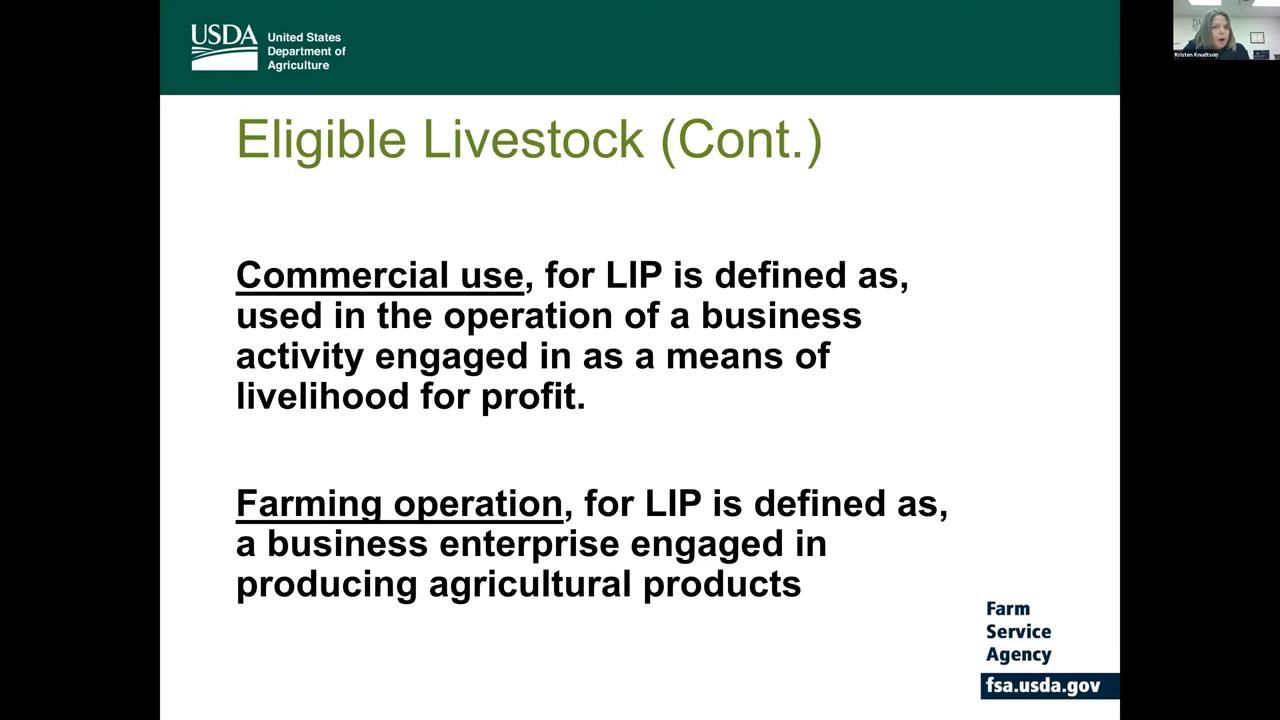 USDA
United States
Department of
Agriculture
Kristen Knudtson
Eligible Livestock (Cont.)
Commercial use, for LIP is defined as,
used in the operation of a business
activity engaged in as a means of
livelihood for profit.
Farming operation, for LIP is defined as,
a business enterprise engaged in
producing agricultural products
Farm
Service
Agency
fsa.usda.gov